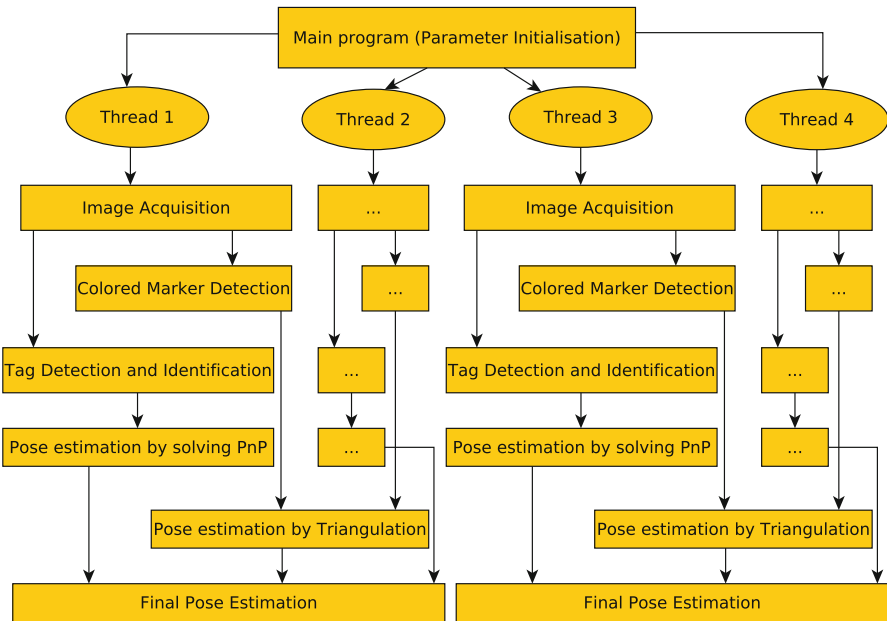 Main program (Parameter Initialisation)
Thread 1
Thread 2
Thread 3
Thread 4
Image Acquisition
...
Image Acquisition
...
Colored Marker Detection
...
Colored Marker Detection
...
Tag Detection and Identification
...
Tag Detection and Identification
...
Pose estimation by solving PnP
...
Pose estimation by solving PnP
...
Pose estimation by Triangulation
Pose estimation by Triangulation
Final Pose Estimation
Final Pose Estimation